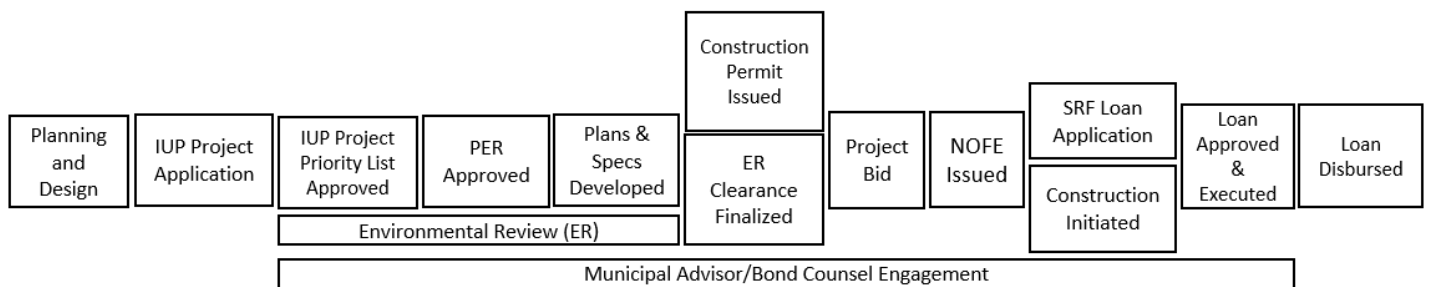 Planning
and
Design
IUP Project
Application
IUP Project
Priority List
Approved
PER
Approved
Plans &
Specs
Developed
Environmental Review (ER)
Construction
Permit
Issued
ER
Clearance
Finalized
Project
Bid
NOFE
Issued
SRF Loan
Application
Construction
Initiated
Loan
Approved
&
Executed
Loan
Disbursed
Municipal Advisor/Bond Counsel Engagement